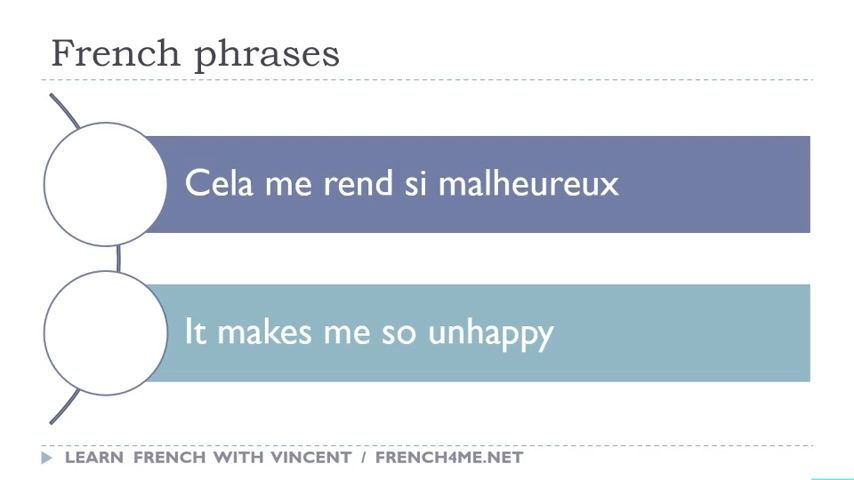 French phrases
Cela me rend si malheureux
It makes me so unhappy
LEARN FRENCH WITH VINCENT / FRENCH4ME.NET